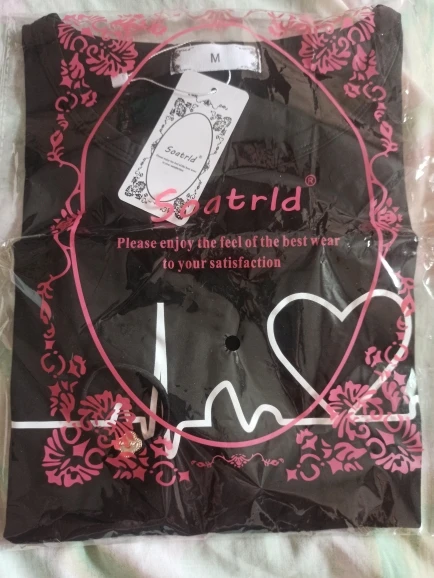 M
Soatrld®
Soatrld®
Please enjoy the feel of the best wear
to your satisfaction